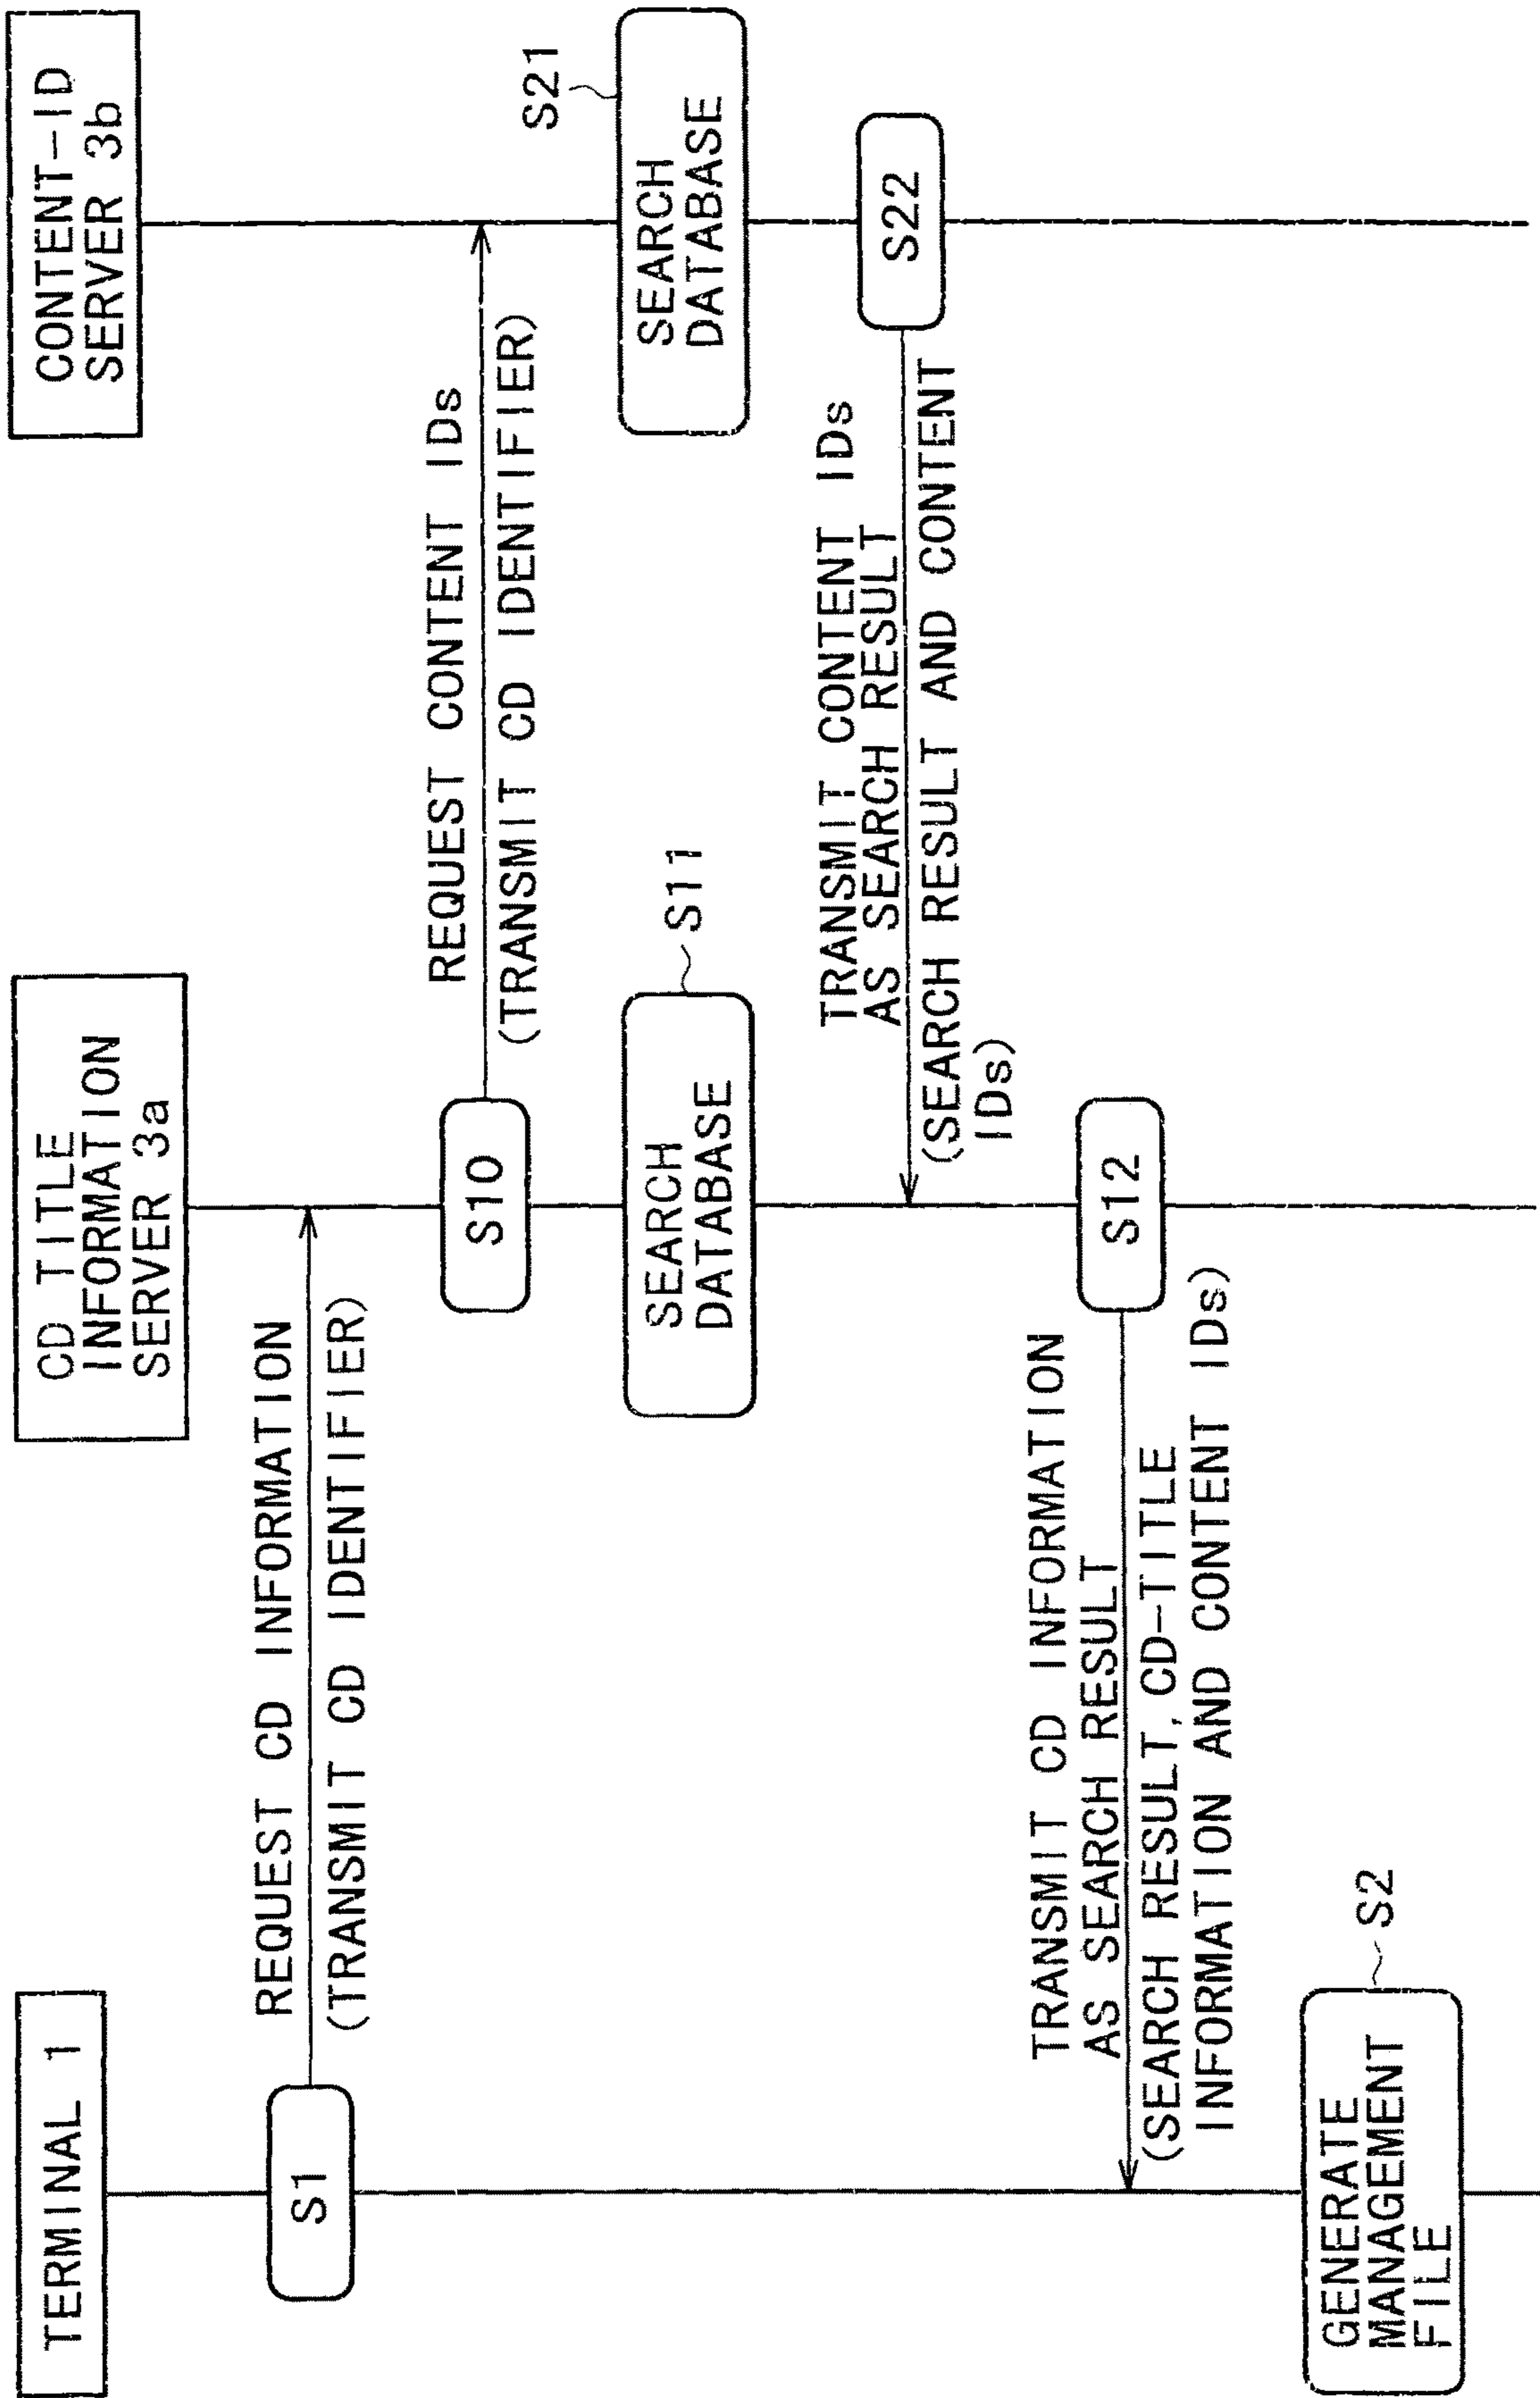 TERMINAL 1
CD TITLE
INFORMATION
SERVER 3a
CONTENT-ID
SERVER 3b
S1
REQUEST CD INFORMATION
(TRANSMIT CD IDENTIFIER)
S10
REQUEST CONTENT IDs
(TRANSMIT CD IDENTIFIER)
SEARCH
DATABASE
S11
SEARCH
DATABASE
S21
S22
TRANSMIT CONTENT IDs
AS SEARCH RESULT
(SEARCH RESULT AND CONTENT
IDs)
S12
TRANSMIT CD INFORMATION
AS SEARCH RESULT
(SEARCH RESULT, CD-TITLE
INFORMATION AND CONTENT IDs)
GENERATE
MANAGEMENT
FILE
S2